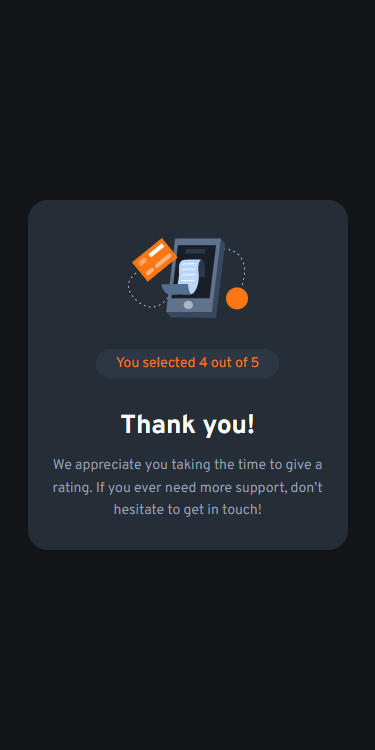 You selected 4 out of 5
Thank you!
We appreciate you taking the time to give a
rating. If you ever need more support, don’t
hesitate to get in touch!